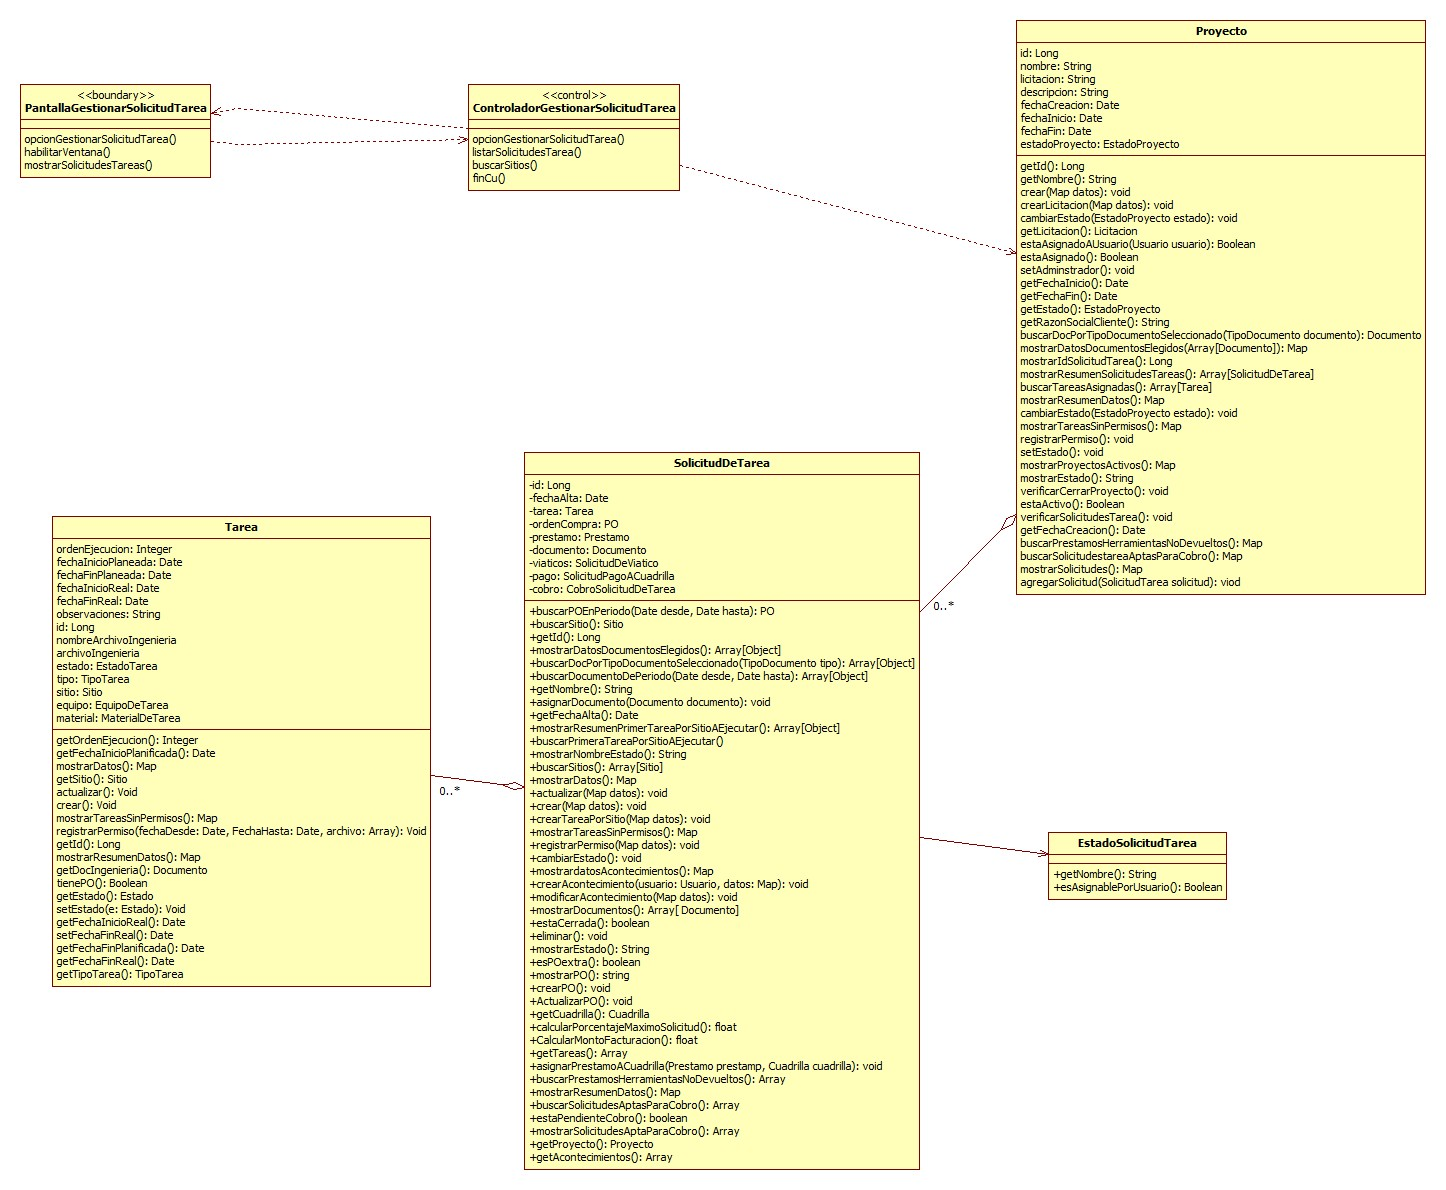 <<boundary>>
PantallaGestionarSolicitudTarea
opcionGestionarSolicitudTarea()
habilitarVentana()
mostrarSolicitudesTareas()
<<control>>
ControladorGestionarSolicitudTarea
opcionGestionarSolicitudTarea()
listarSolicitudesTarea()
buscarSitios()
finCu()
Proyecto
id: Long
nombre: String
licitacion: String
descripcion: String
fechaCreacion: Date
fechaInicio: Date
fechaFin: Date
estadoProyecto: EstadoProyecto
getId(): Long
getNombre(): String
crear(Map datos): void
crearLicitacion(Map datos): void
cambiarEstado(EstadoProyecto estado): void
getLicitacion(): Licitacion
estaAsignadoAUsuario(Usuario usuario): Boolean
estaAsignado(): Boolean
setAdminstrador(): void
getFechaInicio(): Date
getFechaFin(): Date
getEstado(): EstadoProyecto
getRazonSocialCliente(): String
buscarDocPorTipoDocumentoSeleccionado(TipoDocumento documento): Documento
mostrarDatosDocumentosElegidos(Array[Documento]): Map
mostrarIdSolicitudTarea(): Long
mostrarResumenSolicitudesTareas(): Array[SolicitudDeTarea]
buscarTareasAsignadas(): Array[Tarea]
mostrarResumenDatos(): Map
cambiarEstado(EstadoProyecto estado): void
mostrarTareasSinPermisos(): Map
registrarPermiso(): void
setEstado(): void
mostrarProyectosActivos(): Map
mostrarEstado(): String
verificarCerrarProyecto(): void
estaActivo(): Boolean
verificarSolicitudesTarea(): void
getFechaCreacion(): Date
buscarPrestamosHerramientasNoDevueltos(): Map
buscarSolicitudestareaAptasParaCobro(): Map
mostrarSolicitudes(): Map
agregarSolicitud(SolicitudTarea solicitud): viod
0..*
SolicitudDeTarea
-id: Long
-fechaAlta: Date
-tarea: Tarea
-ordenCompra: PO
-prestamo: Prestamo
-documento: Documento
-viaticos: SolicitudDeViatico
-pago: SolicitudPagoACuadrilla
-cobro: CobroSolicitudDeTarea
+buscarPOEnPeriodo(Date desde, Date hasta): PO
+buscarSitio(): Sitio
+getId(): Long
+mostrarDatosDocumentosElegidos(): Array[Object]
+buscarDocPorTipoDocumentoSeleccionado(TipoDocumento tipo): Array[Object]
+buscarDocumentoDePeriodo(Date desde, Date hasta): Array[Object]
+getNombre(): String
+asignarDocumento(Documento documento): void
+getFechaAlta(): Date
+mostrarResumenPrimerTareaPorSitioAEjecutar(): Array[Object]
+buscarPrimeraTareaPorSitioAEjecutar()
+mostrarNombreEstado(): String
+buscarSitios(): Array[Sitio]
+mostrarDatos(): Map
+actualizar(Map datos): void
+crear(Map datos): void
+crearTareaPorSitio(Map datos): void
+mostrarTareasSinPermisos(): Map
+registrarPermiso(Map datos): void
+cambiarEstado(): void
+mostrardatosAcontecimientos(): Map
+crearAcontecimiento(usuario: Usuario, datos: Map): void
+modificarAcontecimiento(Map datos): void
+mostrarDocumentos(): Array[ Documento]
+estaCerrada(): boolean
+eliminar(): void
+mostrarEstado(): String
+esPOextra(): boolean
+mostrarPO(): string
+crearPO(): void
+ActualizarPO(): void
+getCuadrilla(): Cuadrilla
+calcularPorcentajeMaximoSolicitud(): float
+CalcularMontoFacturacion(): float
+getTareas(): Array
+asignarPrestamoACuadrilla(Prestamo prestamp, Cuadrilla cuadrilla): void
+buscarPrestamosHerramientasNoDevueltos(): Array
+mostrarResumenDatos(): Map
+buscarSolicitudesAptasParaCobro(): Array
+estaPendienteCobro(): boolean
+mostrarSolicitudesAptaParaCobro(): Array
+getProyecto(): Proyecto
+getAcontecimientos(): Array
Tarea
ordenEjecucion: Integer
fechaInicioPlaneada: Date
fechaFinPlaneada: Date
fechaInicioReal: Date
fechaFinReal: Date
observaciones: String
id: Long
nombreArchivoIngenieria
archivoIngenieria
estado: EstadoTarea
tipo: TipoTarea
sitio: Sitio
equipo: EquipoDeTarea
material: MaterialDeTarea
getOrdenEjecucion(): Integer
getFechaInicioPlanificada(): Date
mostrarDatos(): Map
getSitio(): Sitio
actualizar(): Void
crear(): Void
mostrarTareasSinPermisos(): Map
registrarPermiso(fechaDesde: Date, FechaHasta: Date, archivo: Array): Void
getId(): Long
mostrarResumenDatos(): Map
getDocIngenieria(): Documento
tienePO(): Boolean
getEstado(): Estado
setEstado(e: Estado): Void
getFechaInicioReal(): Date
setFechaFinReal(): Date
getFechaFinPlanificada(): Date
getFechaFinReal(): Date
getTipoTarea(): TipoTarea
0..*
EstadoSolicitudTarea
+getNombre(): String
+esAsignablePorUsuario(): Boolean